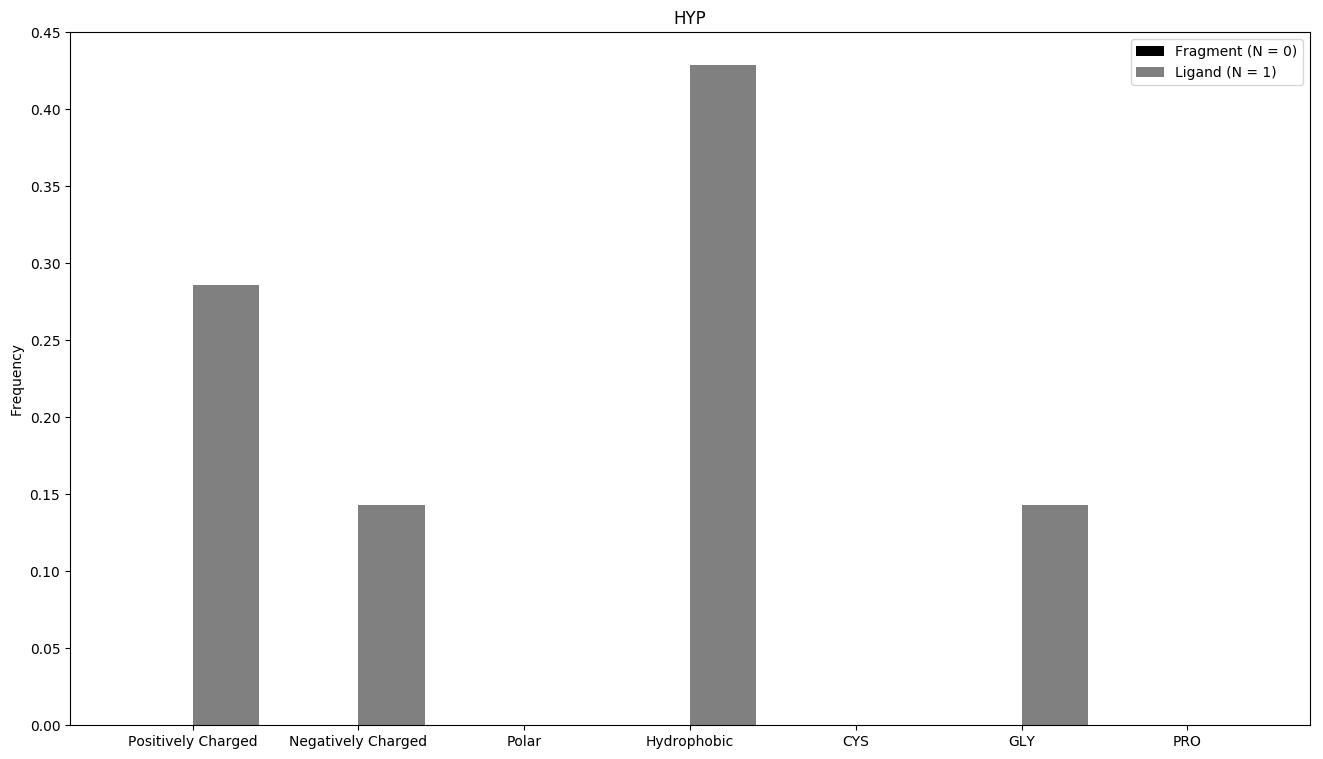 HYP
Fragment (N = 0)
Ligand (N = 1)
Frequency
0.45
0.40
0.35
0.30
0.25
0.20
0.15
0.10
0.05
0.00
Positively Charged Negatively Charged Polar Hydrophobic CYS GLY PRO